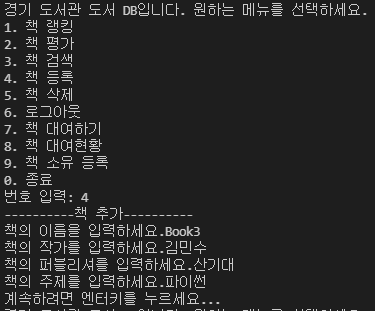 경기 도서관 도서 DB입니다. 원하는 메뉴를 선택하세요.
1. 책 랭킹
2. 책 평가
3. 책 검색
4. 책 등록
5. 책 삭제
6. 로그아웃
7. 책 대여하기
8. 책 대여현황
9. 책 소유 등록
0. 종료
번호 입력: 4
----------책 추가----------
책의 이름을 입력하세요.Book3
책의 작가를 입력하세요.김민수
책의 퍼블리셔를 입력하세요.산기대
책의 주제를 입력하세요.파이썬
계속하려면 엔터키를 누르세요...